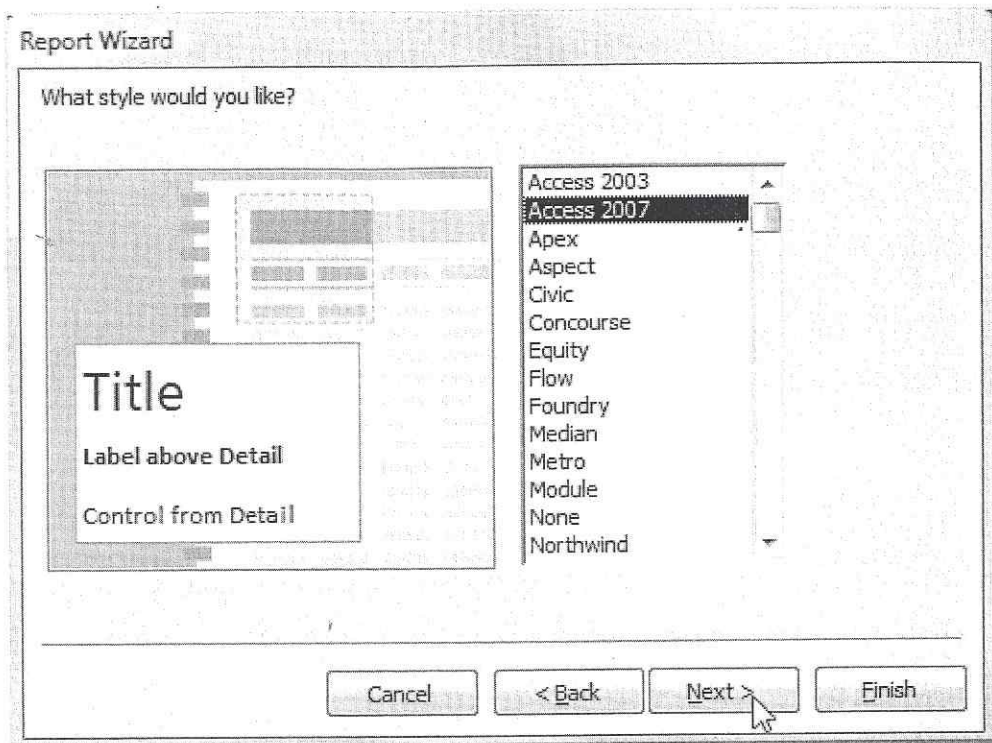 Report Wizard
What style would you like?
Title
Label above Detail
Control from Detail
Access 2003
Access 2007
Apex
Aspect
Civic
Concourse
Equity
Flow
Foundry
Median
Metro
Module
None
Northwind
Cancel
< Back
Next >
Finish